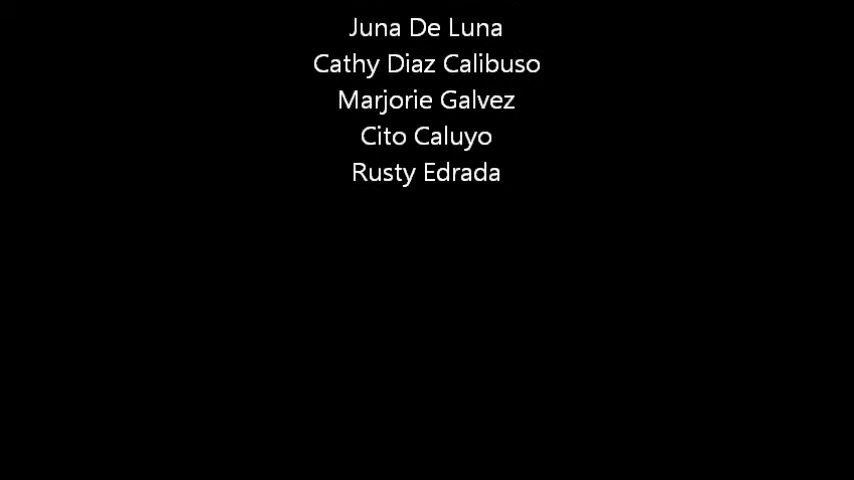 Juna De Luna
Cathy Diaz Calibuso
Marjorie Galvez
Cito Caluyo
Rusty Edrada